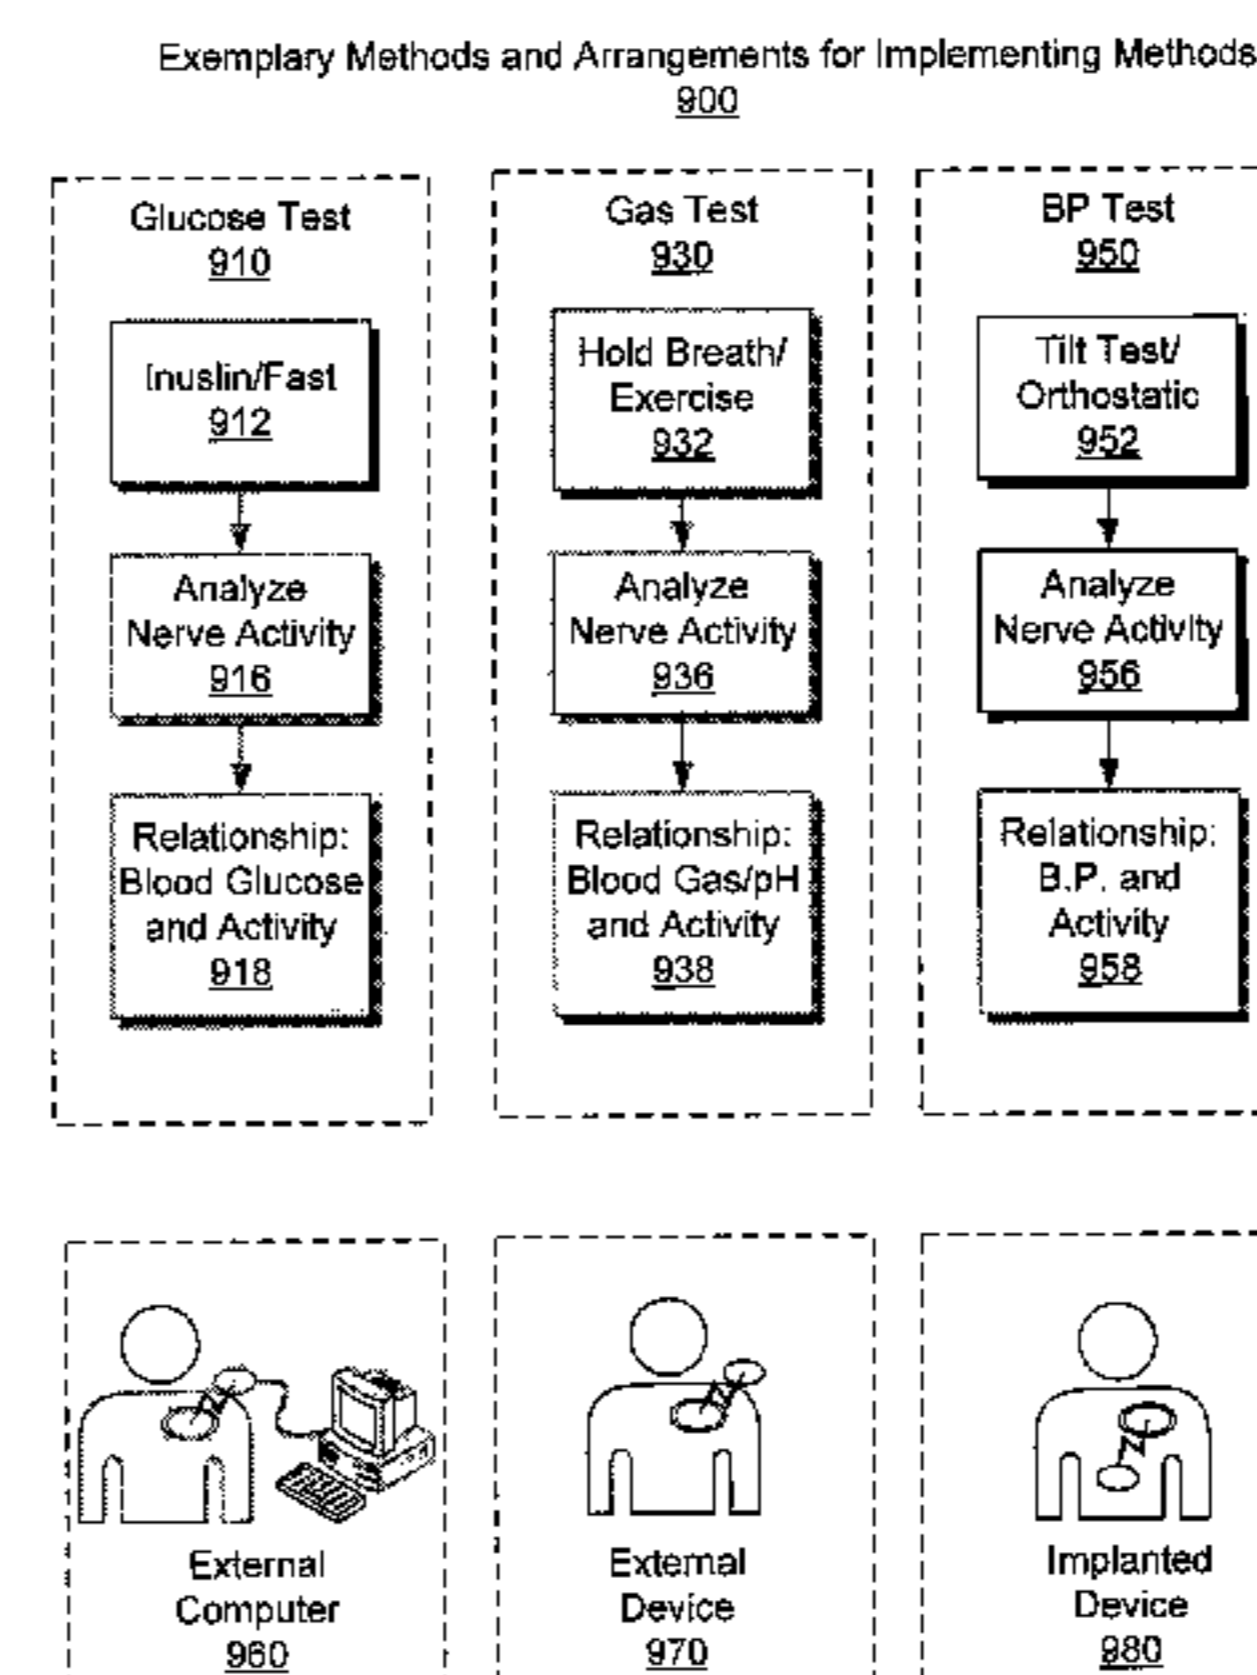 Exemplary Methods and Arrangements for Implementing Methods
900
Glucose Test
910
Inuslin/Fast
912
Analyze
Nerve Activity
916
Relationship:
Blood Glucose
and Activity
918
Gas Test
930
Hold Breath/
Exercise
932
Analyze
Nerve Activity
936
Relationship:
Blood Gas/pH
and Activity
938
BP Test
950
Tilt Test/
Orthostatic
952
Analyze
Nerve Activity
956
Relationship:
B.P. and
Activity
958
External
Computer
960
External
Device
970
Implanted
Device
980